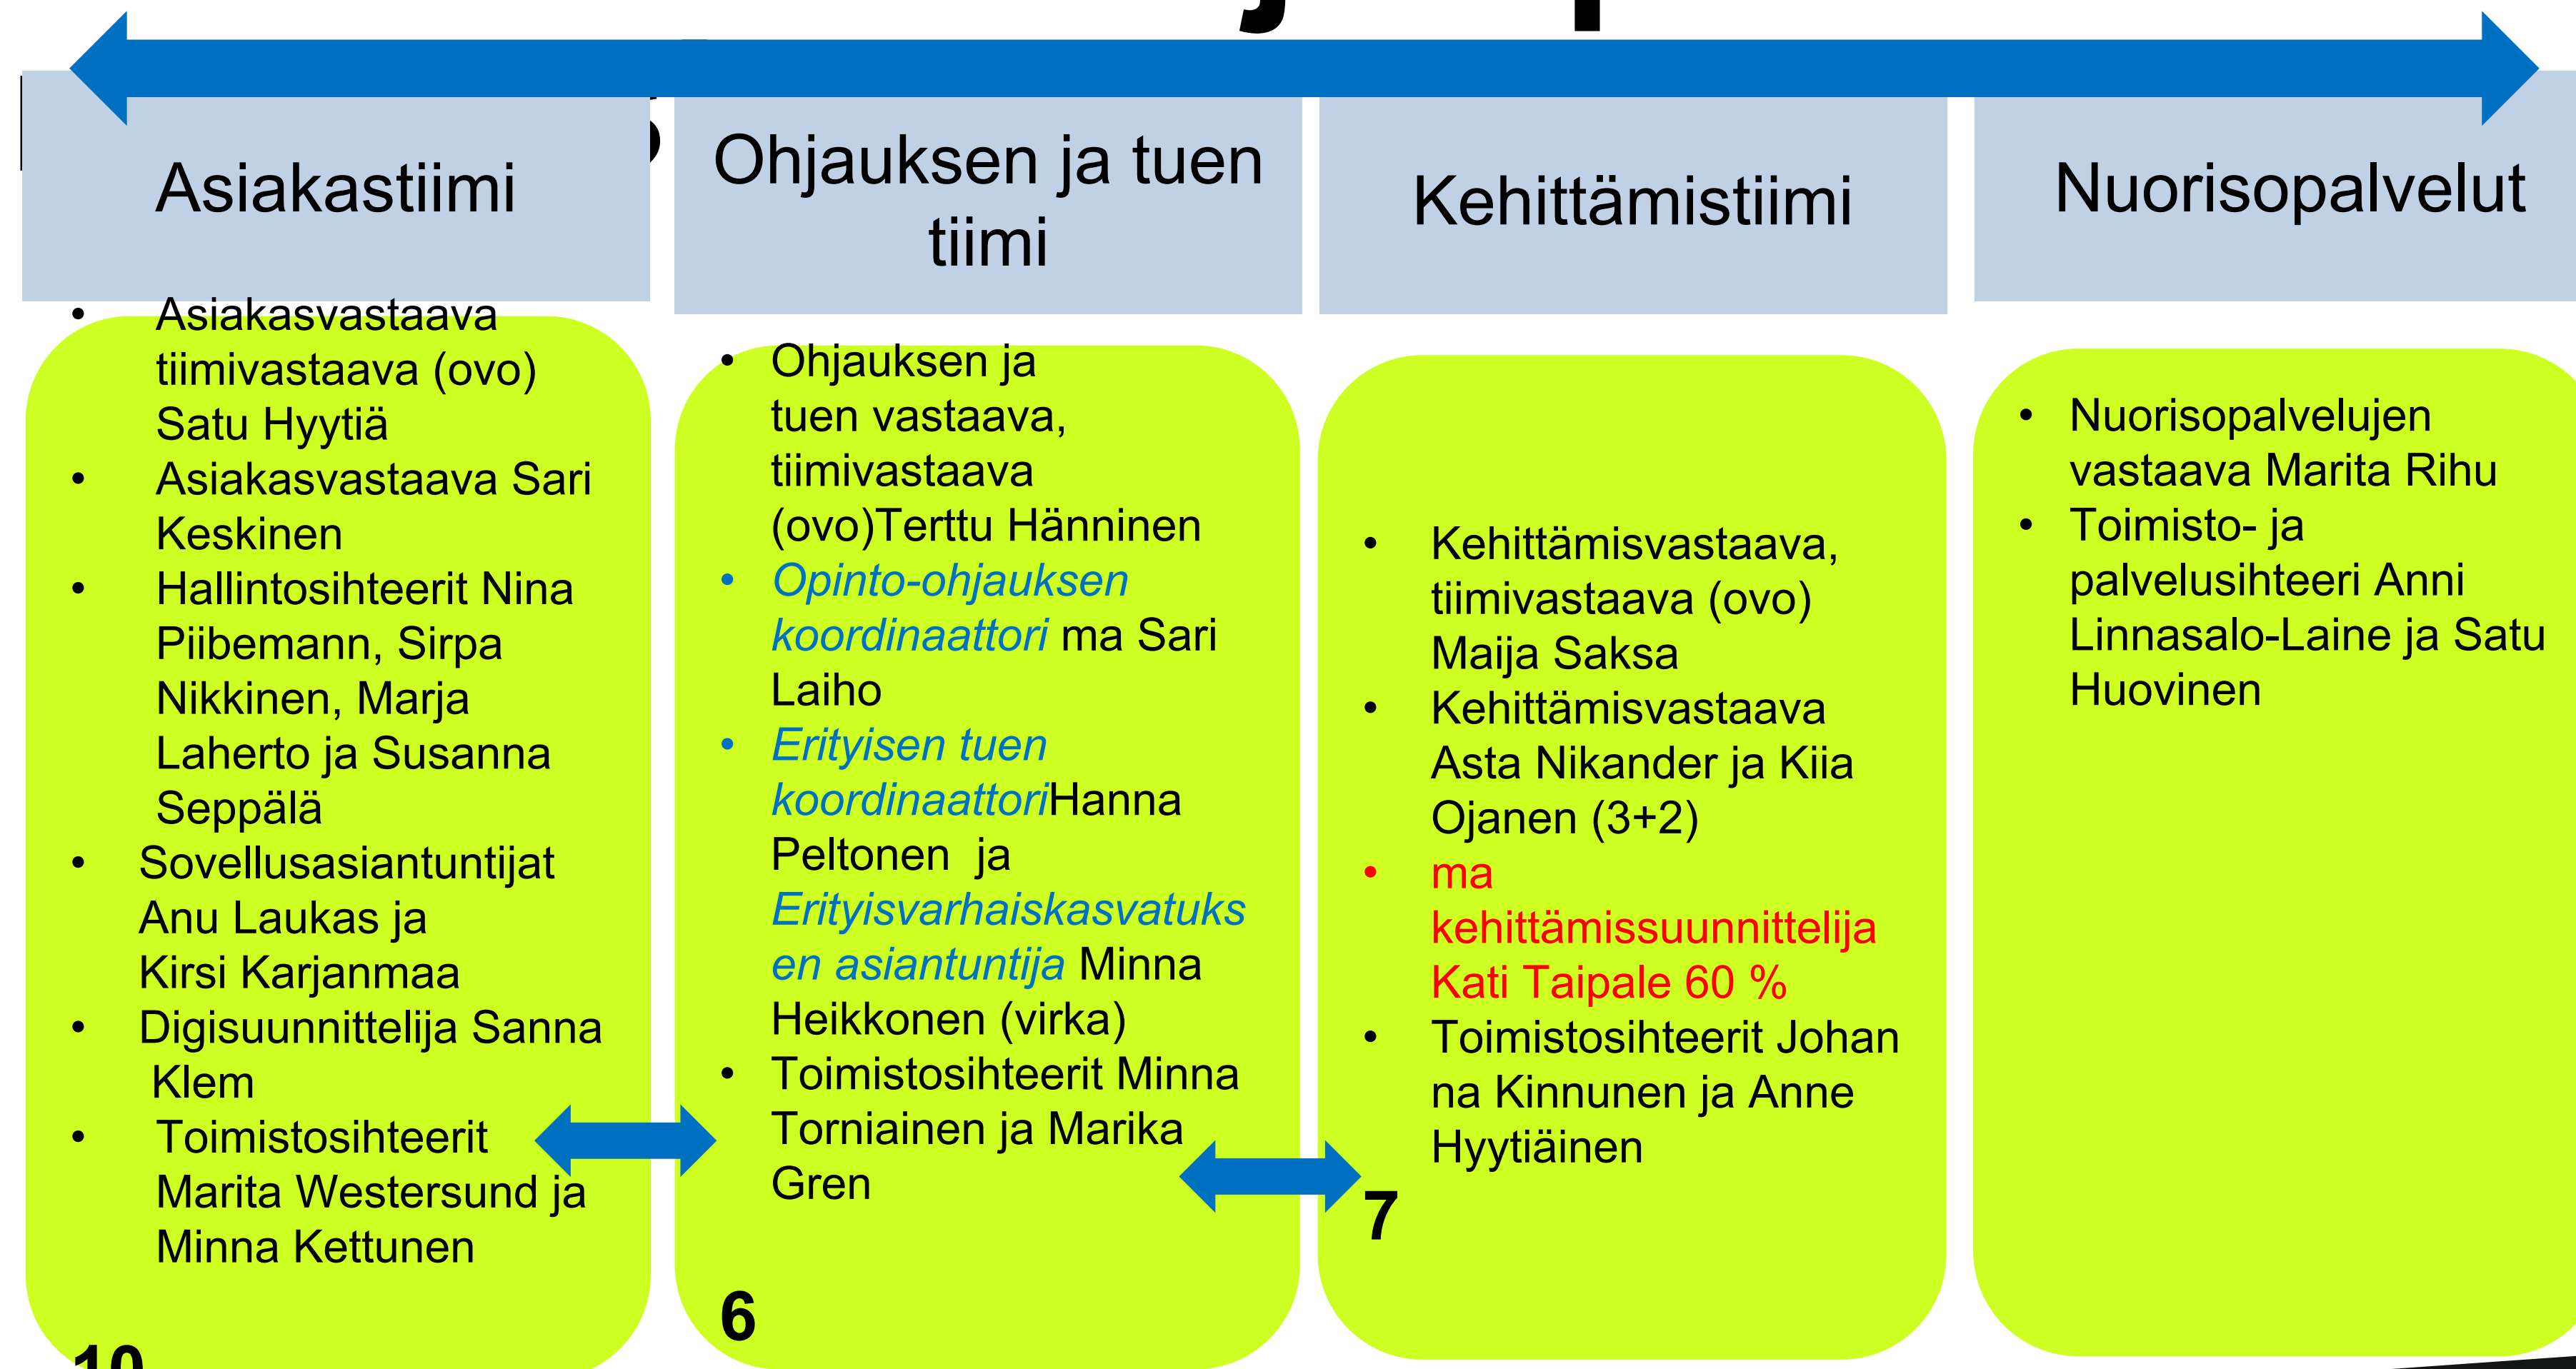 Asiakastiimi
Asiakasvastaava
tiimivastaava (ovo)
Satu Hyytiä
Asiakasvastaava Sari
Keskinen
Hallintosihteerit Nina
Piibemann, Sirpa
Nikkinen, Marja
Laherto ja Susanna
Seppälä
Sovellusasiantuntijat
Anu Laukas ja
Kirsi Karjanmaa
Digisuunnittelija Sanna
Klem
Toimistosihteerit
Marita Westersund ja
Minna Kettunen
10
Ohjauksen ja tuen
tiimi
Ohjauksen ja
tuen vastaava,
tiimivastaava
(ovo)Terttu Hänninen
Opinto-ohjauksen
koordinaattori ma Sari
Laiho
Erityisen tuen
koordinaattoriHanna
Peltonen ja
Erityisvarhaiskasvatuks
en asiantuntija Minna
Heikkonen (virka)
Toimistosihteerit Minna
Torniainen ja Marika
Gren
6
Kehittämistiimi
Kehittämisvastaava,
tiimivastaava (ovo)
Maija Saksa
Kehittämisvastaava
Asta Nikander ja Kiia
Ojanen (3+2)
ma
kehittämissuunnittelija
Kati Taipale 60 %
Toimistosihteerit Johan
na Kinnunen ja Anne
Hyytiäinen
7
Nuorisopalvelut
Nuorisopalvelujen
vastaava Marita Rihu
Toimisto- ja
palvelusihteeri Anni
Linnasalo-Laine ja Satu
Huovinen